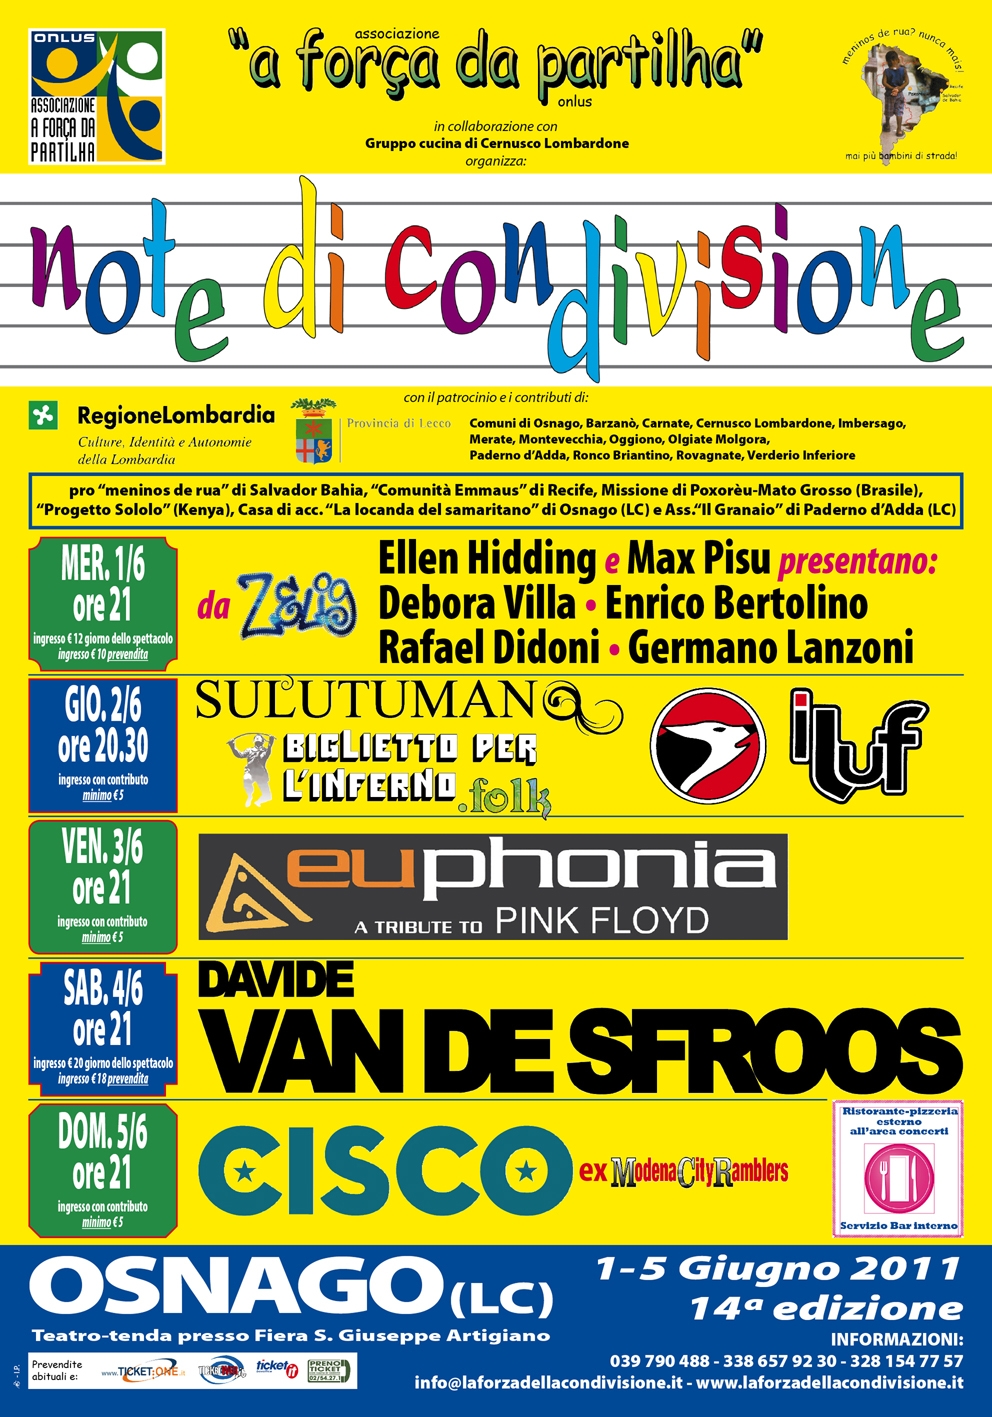 ONLUS
ASSOCIAZIONE
A FORÇA DA
PARTILHA
associazione
"a força da partilha"
onlus
in collaborazione con
Gruppo cucina di Cernusco Lombardone
organizza:
meninos de rua? nunca mais!
mai più bambini di strada!
note di condivisione
con il patrocinio e i contributi di:
RegioneLombardia
Culture, Identità e Autonomie
della Lombardia
Provincia di Lecco
Comuni di Osnago, Barzanò, Carnate, Cernusco Lombardone, Imbersago,
Merate, Montevecchia, Oggiono, Olgiate Molgora,
Paderno d'Adda, Ronco Briantino, Rovagnate, Verderio Inferiore
pro "meninos de rua" di Salvador Bahia, "Comunità Emmaus" di Recife, Missione di Poxorèu-Mato Grosso (Brasile),
"Progetto Sololo" (Kenya), Casa di acc. "La locanda del samaritano" di Osnago (LC) e Ass."Il Granaio" di Paderno d'Adda (LC)
MER. 1/6
ore 21
ingresso € 12 giorno dello spettacolo
ingresso € 10 prevendita
da Zelig
Ellen Hidding e Max Pisu presentano:
Debora Villa • Enrico Bertolino
Rafael Didoni • Germano Lanzoni
GIO. 2/6
ore 20.30
ingresso con contributo
minimo € 5
SULUTUMANA
BIGLIETTO PER
L'INFERNO.folk
iLuf
VEN. 3/6
ore 21
ingresso con contributo
minimo € 5
euphonia
A TRIBUTE TO PINK FLOYD
SAB. 4/6
ore 21
ingresso € 20 giorno dello spettacolo
ingresso € 18 prevendita
DAVIDE
VAN DE SFROOS
DOM. 5/6
ore 21
ingresso con contributo
minimo € 5
CISCO
ex ModenaCityRamblers
Ristorante-pizzeria
esterno
all'area concerti
Servizio Bar interno
OSNAGO (LC)
Teatro-tenda presso Fiera S. Giuseppe Artigiano
1-5 Giugno 2011
14ª edizione
INFORMAZIONI:
039 790 488 - 338 657 92 30 - 328 154 77 57
info@laforzadellacondivisione.it - www.laforzadellacondivisione.it
Prevendite
abituali e:
www.TICKET:ONE.it
ticket it
PRENO
TICKET
02/54.27.1